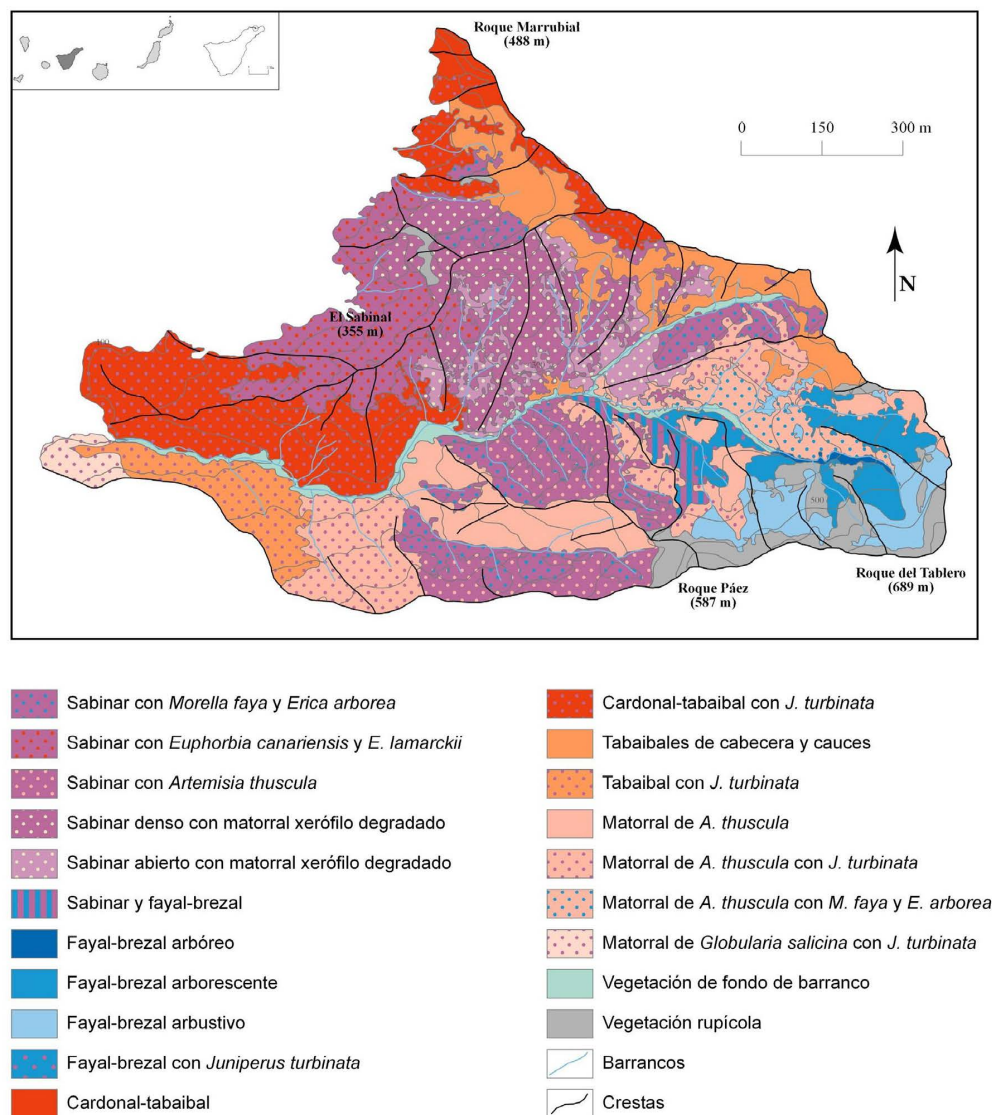 Roque Marrubial
(488 m)
0 150 300 m
N
El Sabinal
(355 m)
500
Roque Páez
(587 m)
Roque del Tablero
(689 m)
Sabinar con Morella faya y Erica arborea
Sabinar con Euphorbia canariensis y E. lamarckii
Sabinar con Artemisia thuscula
Sabinar denso con matorral xerófilo degradado
Sabinar abierto con matorral xerófilo degradado
Sabinar y fayal-brezal
Fayal-brezal arbóreo
Fayal-brezal arborescente
Fayal-brezal arbustivo
Fayal-brezal con Juniperus turbinata
Cardonal-tabaibal
Cardonal-tabaibal con J. turbinata
Tabaibales de cabecera y cauces
Tabaibal con J. turbinata
Matorral de A. thuscula
Matorral de A. thuscula con J. turbinata
Matorral de A. thuscula con M. faya y E. arborea
Matorral de Globularia salicina con J. turbinata
Vegetación de fondo de barranco
Vegetación rupícola
Barrancos
Crestas